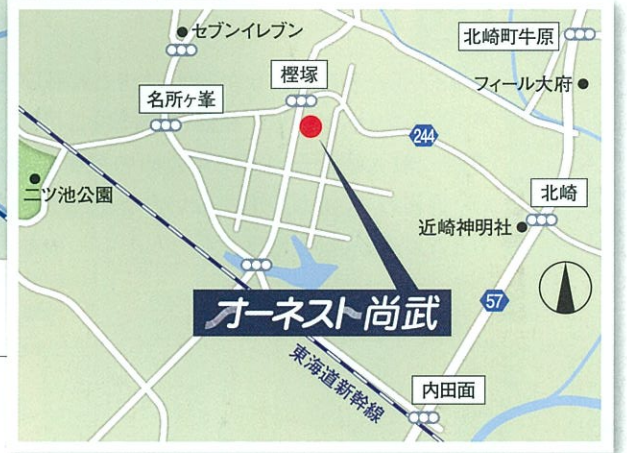 セブンイレブン
北崎町牛原
樫塚
フィール大府
名所ヶ峯
244
二ツ池公園
北崎
近崎神明社
57
オーネスト尚武
東海道新幹線
内田面